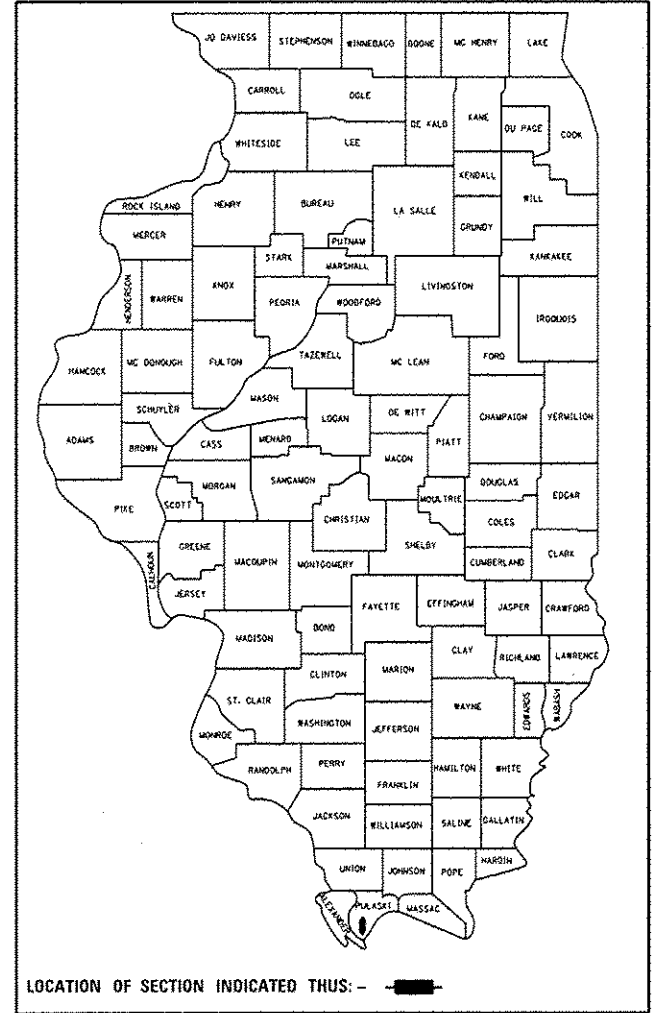 JO DAVIESS STEPHENSON WINNEBAGO BOONE MC HENRY LAKE
CARROLL OGLE DE KALB KANE DU PAGE COOK
WHITESIDE LEE KENDALL
ROCK ISLAND HENRY BUREAU LA SALLE GRUNDY WILL
MERCER STARK PUTNAM MARSHALL KANKAKEE
HENDERSON WARREN KNOX PEORIA WOODFORD LIVINGSTON IROQUOIS
HANCOCK MC DONOUGH FULTON TAZEWELL MC LEAN FORD
SCHUYLER MASON LOGAN DE WITT CHAMPAIGN VERMILION
ADAMS BROWN CASS MENARD MACON PIATT
PIKE SCOTT MORGAN SANGAMON CHRISTIAN MOULTRIE DOUGLAS EDGAR
COLES
CALHOUN GREENE MACOUPIN MONTGOMERY SHELBY CUMBERLAND CLARK
JERSEY FAYETTE EFFINGHAM JASPER CRAWFORD
MADISON BOND CLAY RICHLAND LAWRENCE
CLINTON MARION
ST. CLAIR WASHINGTON JEFFERSON WAYNE EDWARDS WABASH
MONROE
RANDOLPH PERRY FRANKLIN HAMILTON WHITE
JACKSON WILLIAMSON SALINE GALLATIN
UNION JOHNSON POPE HARDIN
ALEXANDER PULASKI MASSAC
LOCATION OF SECTION INDICATED THUS: –